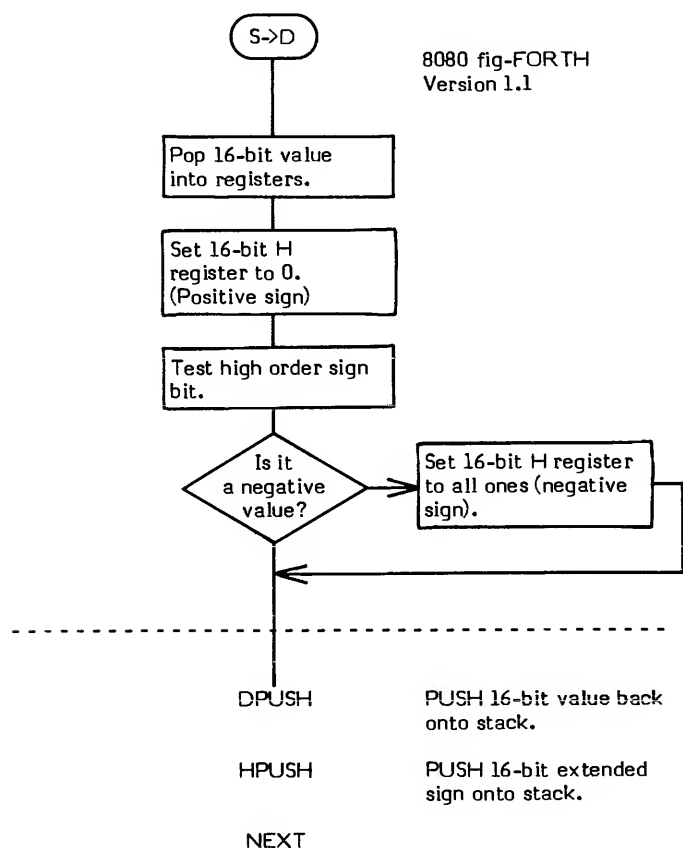 S->D
8080 fig-FORTH
Version 1.1
Pop 16-bit value
into registers.
Set 16-bit H
register to 0.
(Positive sign)
Test high order sign
bit.
Is it
a negative
value?
Set 16-bit H register
to all ones (negative
sign).
DPUSH
PUSH 16-bit value back
onto stack.
HPUSH
PUSH 16-bit extended
sign onto stack.
NEXT